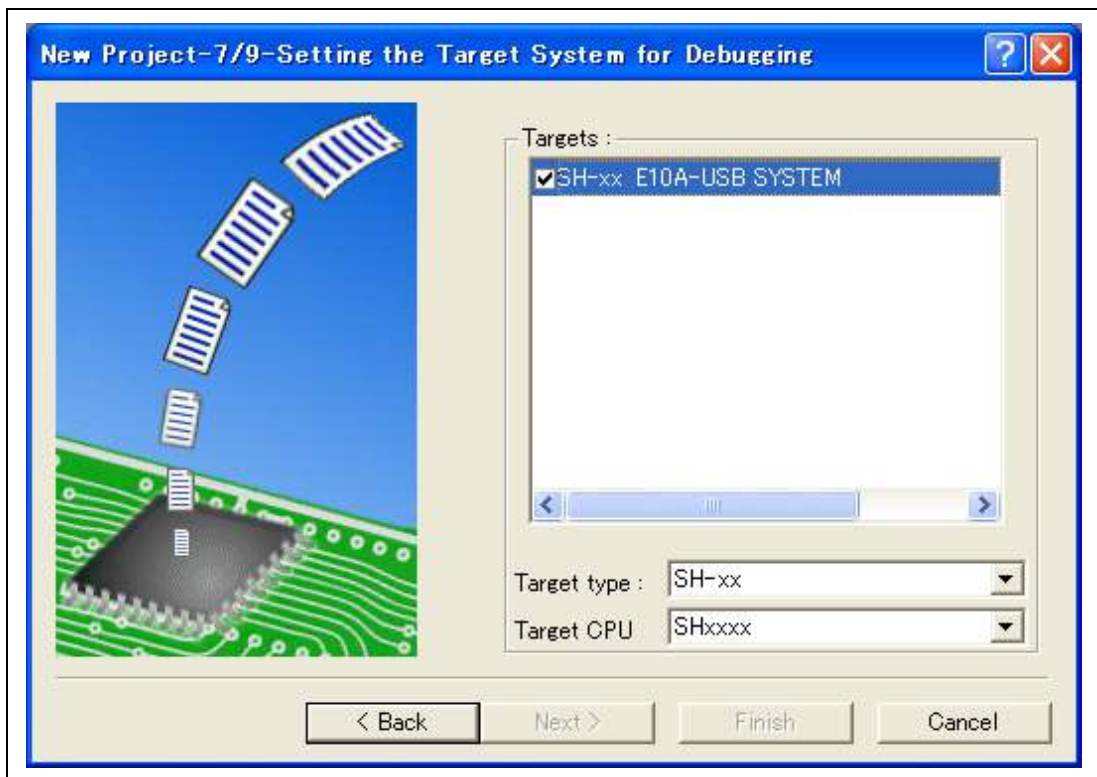 New Project-7/9-Setting the Target System for Debugging
Targets :
SH-xx E10A-USB SYSTEM
Target type : SH-xx
Target CPU SHxxxx
< Back Next > Finish Cancel